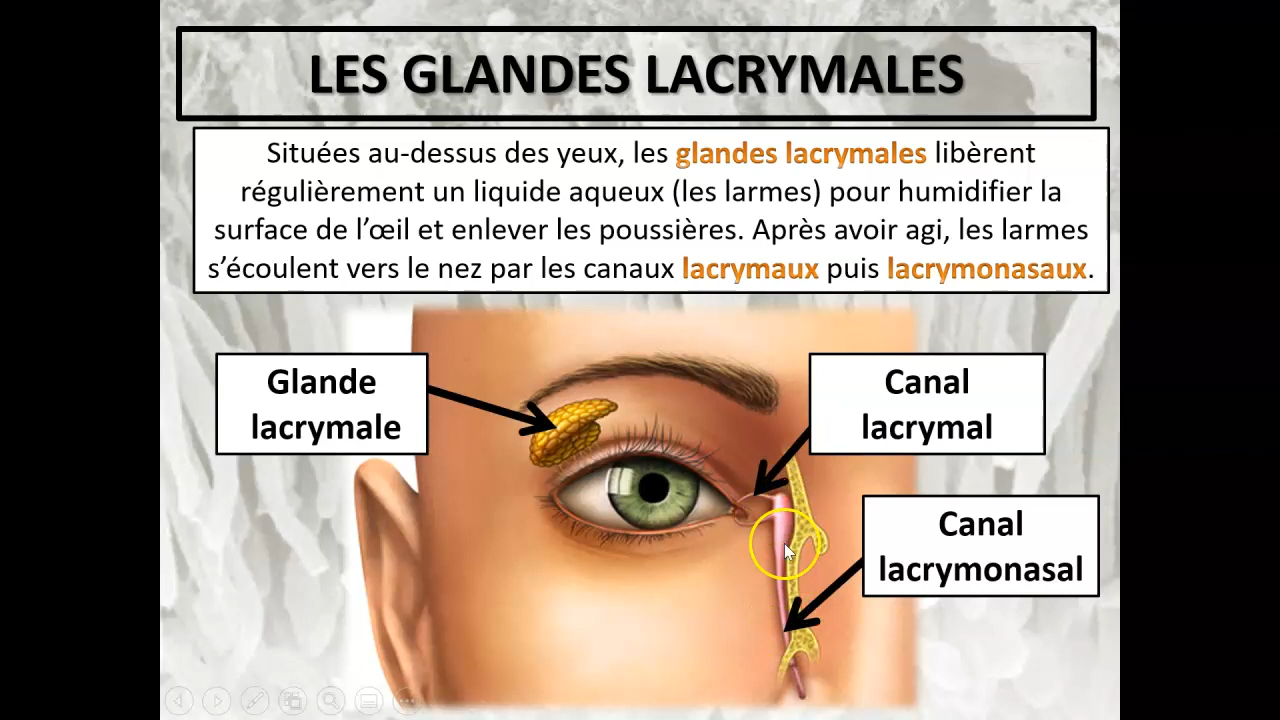 LES GLANDES LACRYMALES
Situées au-dessus des yeux, les glandes lacrymales libèrent
régulièrement un liquide aqueux (les larmes) pour humidifier la
surface de l’œil et enlever les poussières. Après avoir agi, les larmes
s’écoulent vers le nez par les canaux lacrymaux puis lacrymonasaux.
Glande
lacrymale
Canal
lacrymal
Canal
lacrymonasal